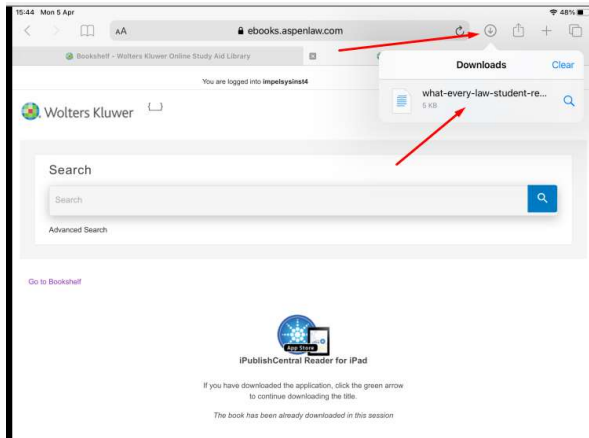 15:44 Mon 5 Apr
48%
AA
ebooks.aspenlaw.com
Bookshelf - Wolters Kluwer Online Study Aid Library
Downloads
Clear
You are logged into impelsysinst4
what-every-law-student-re...
5 KB
Wolters Kluwer
{__}
Search
Search
Advanced Search
Go to Bookshelf
App Store
iPublishCentral Reader for iPad
If you have downloaded the application, click the green arrow
to continue downloading the title.
The book has been already downloaded in this session